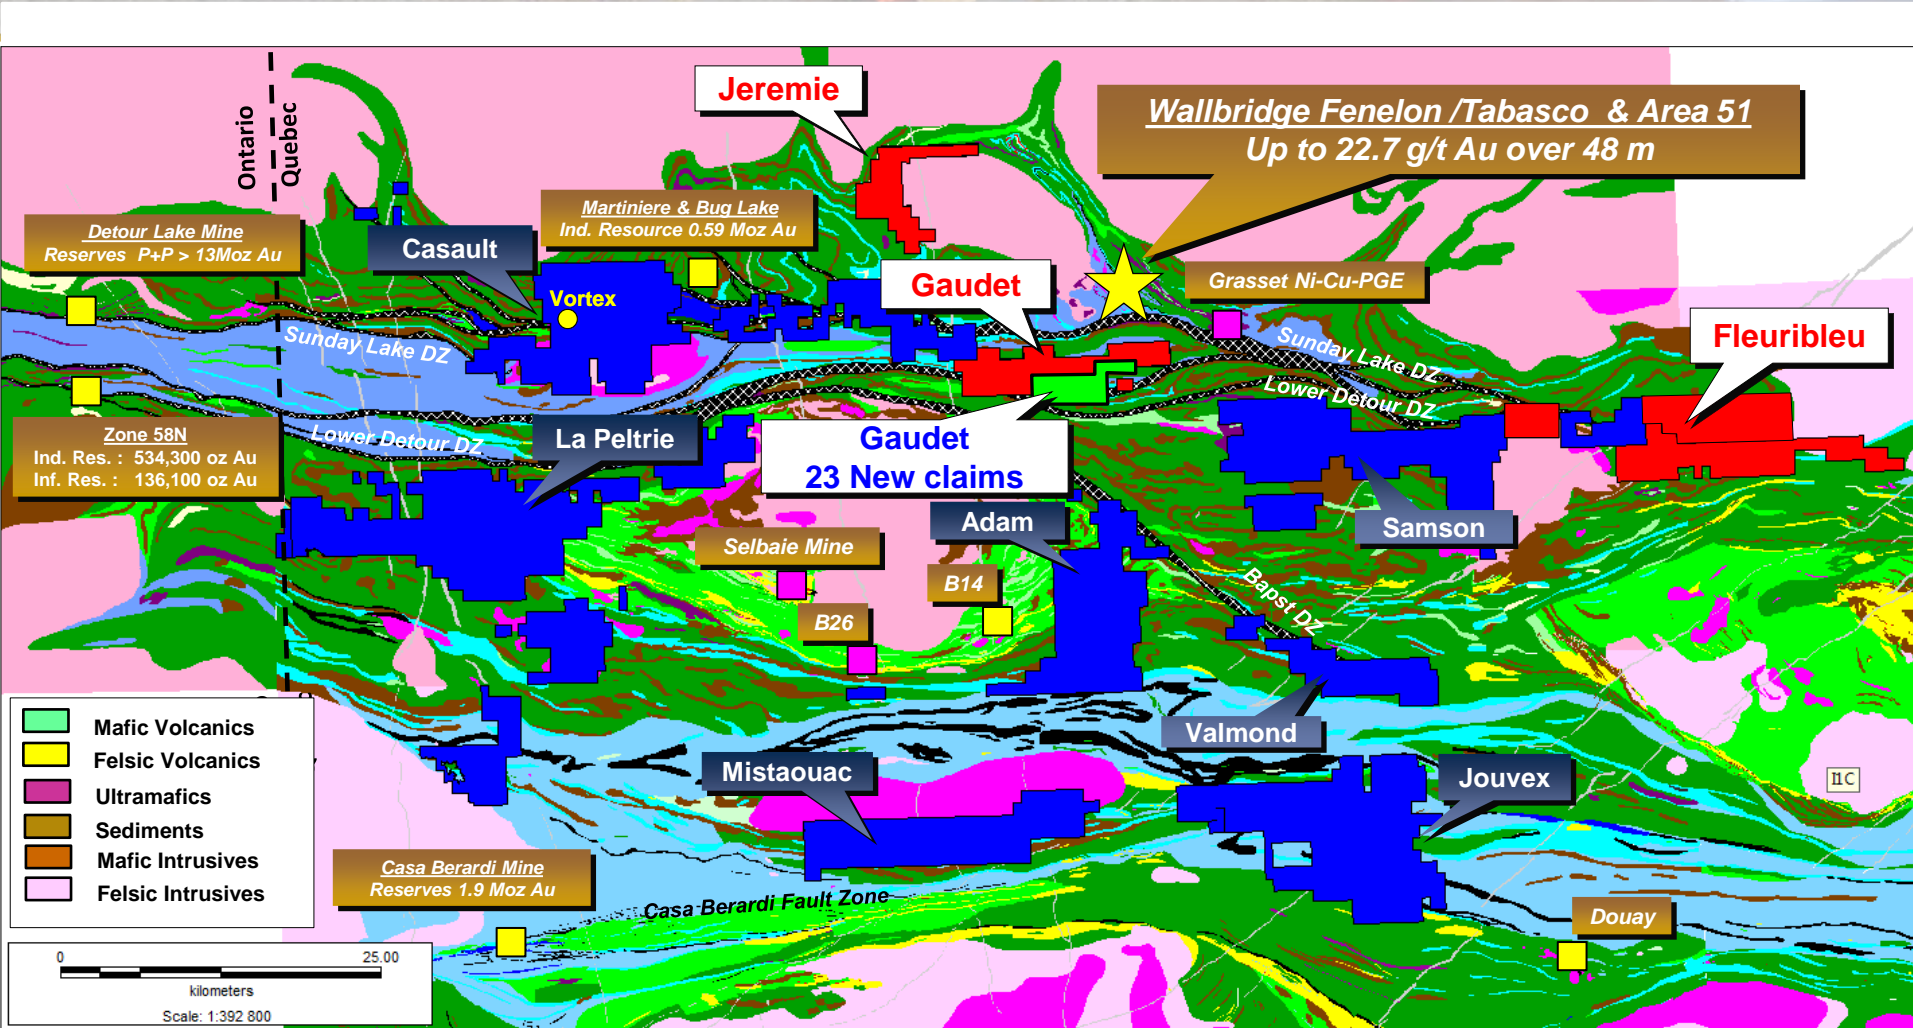 Ontario
Quebec
Jeremie
Wallbridge Fenelon /Tabasco & Area 51
Up to 22.7 g/t Au over 48 m
Detour Lake Mine
Reserves P+P > 13Moz Au
Casault
Martiniere & Bug Lake
Ind. Resource 0.59 Moz Au
Gaudet
Grasset Ni-Cu-PGE
Vortex
Fleuribleu
Sunday Lake DZ
Sunday Lake DZ
Lower Detour DZ
Zone 58N
Ind. Res. : 534,300 oz Au
Inf. Res. : 136,100 oz Au
Lower Detour DZ
La Peltrie
Gaudet
23 New claims
Adam
Samson
Selbaie Mine
B14
B26
Bapst DZ
Valmond
Mistaouac
Jouvex
I1C
Mafic Volcanics
Felsic Volcanics
Ultramafics
Sediments
Mafic Intrusives
Felsic Intrusives
Casa Berardi Mine
Reserves 1.9 Moz Au
Casa Berardi Fault Zone
Douay
0 25.00
kilometers
Scale: 1:392 800